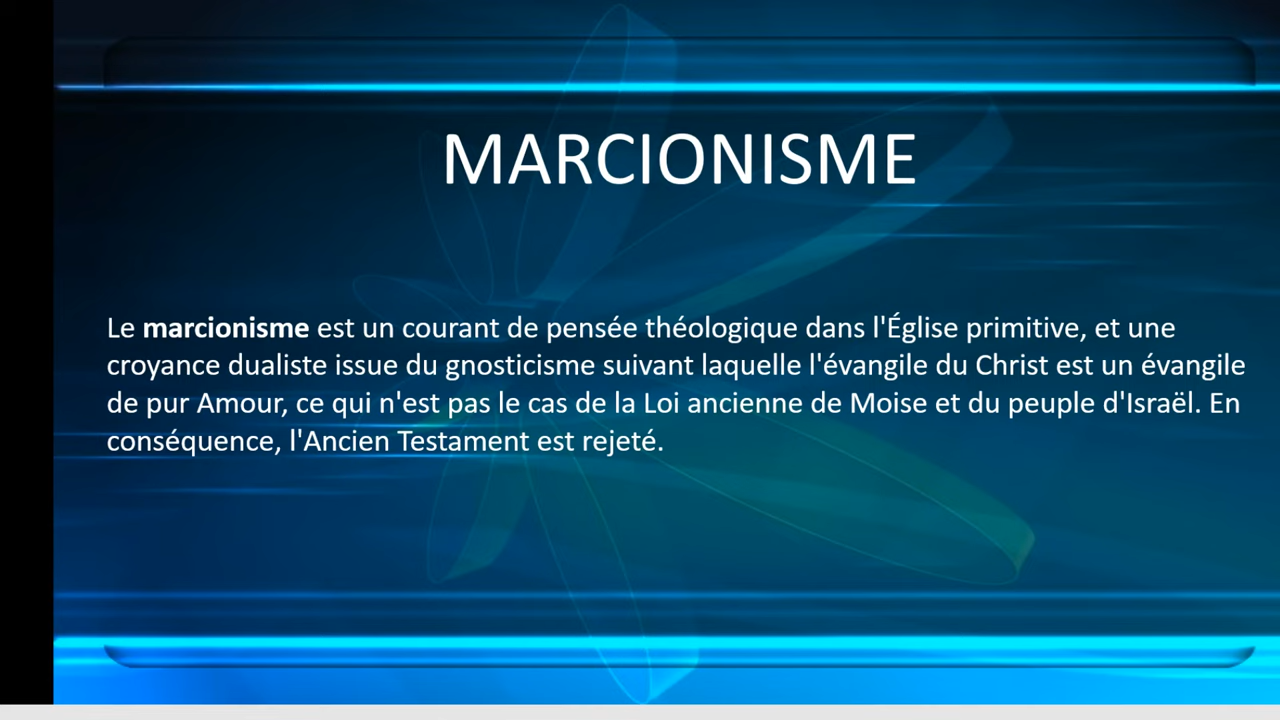 MARCIONISME
Le marcionisme est un courant de pensée théologique dans l'Église primitive, et une
croyance dualiste issue du gnosticisme suivant laquelle l'évangile du Christ est un évangile
de pur Amour, ce qui n'est pas le cas de la Loi ancienne de Moise et du peuple d'Israël. En
conséquence, l'Ancien Testament est rejeté.